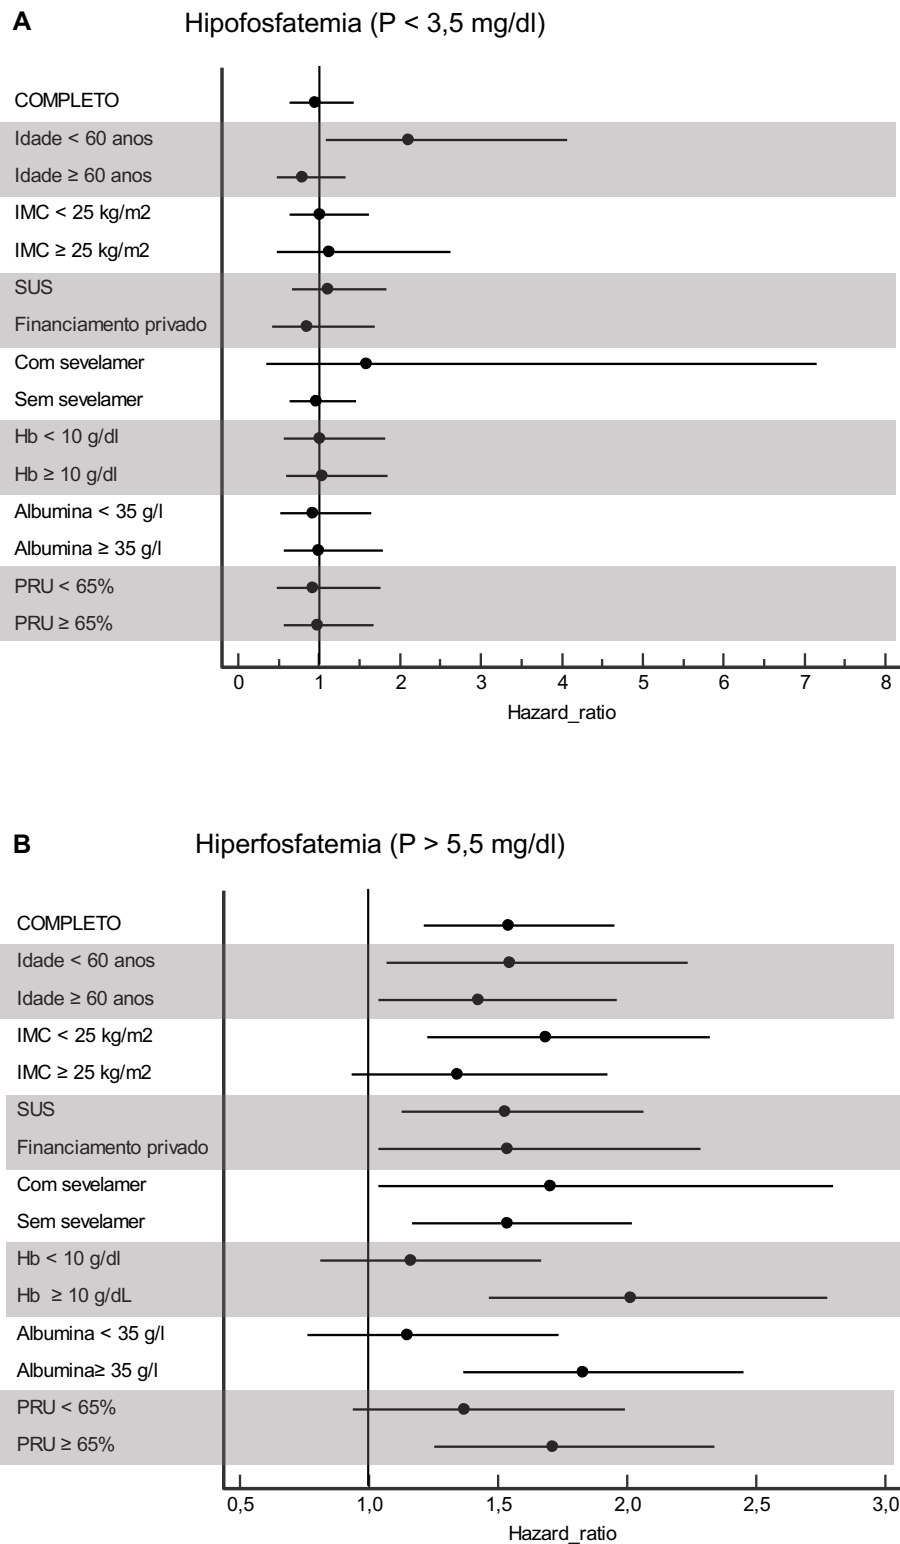 A
Hipofosfatemia (P < 3,5 mg/dl)
COMPLETO
Idade < 60 anos
Idade ≥ 60 anos
IMC < 25 kg/m2
IMC ≥ 25 kg/m2
SUS
Financiamento privado
Com sevelamer
Sem sevelamer
Hb < 10 g/dl
Hb ≥ 10 g/dl
Albumina < 35 g/l
Albumina ≥ 35 g/l
PRU < 65%
PRU ≥ 65%
0 1 2 3 4 5 6 7 8
Hazard_ratio
B
Hiperfosfatemia (P > 5,5 mg/dl)
COMPLETO
Idade < 60 anos
Idade ≥ 60 anos
IMC < 25 kg/m2
IMC ≥ 25 kg/m2
SUS
Financiamento privado
Com sevelamer
Sem sevelamer
Hb < 10 g/dl
Hb ≥ 10 g/dL
Albumina < 35 g/l
Albumina≥ 35 g/l
PRU < 65%
PRU ≥ 65%
0,5 1,0 1,5 2,0 2,5 3,0
Hazard_ratio